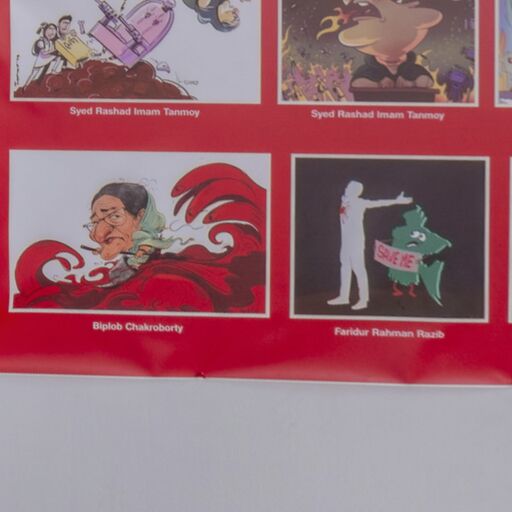 Syed Rashad Imam Tanmoy
Syed Rashad Imam Tanmoy
SAVE ME
Biplob Chakroborty
Faridur Rahman Razib